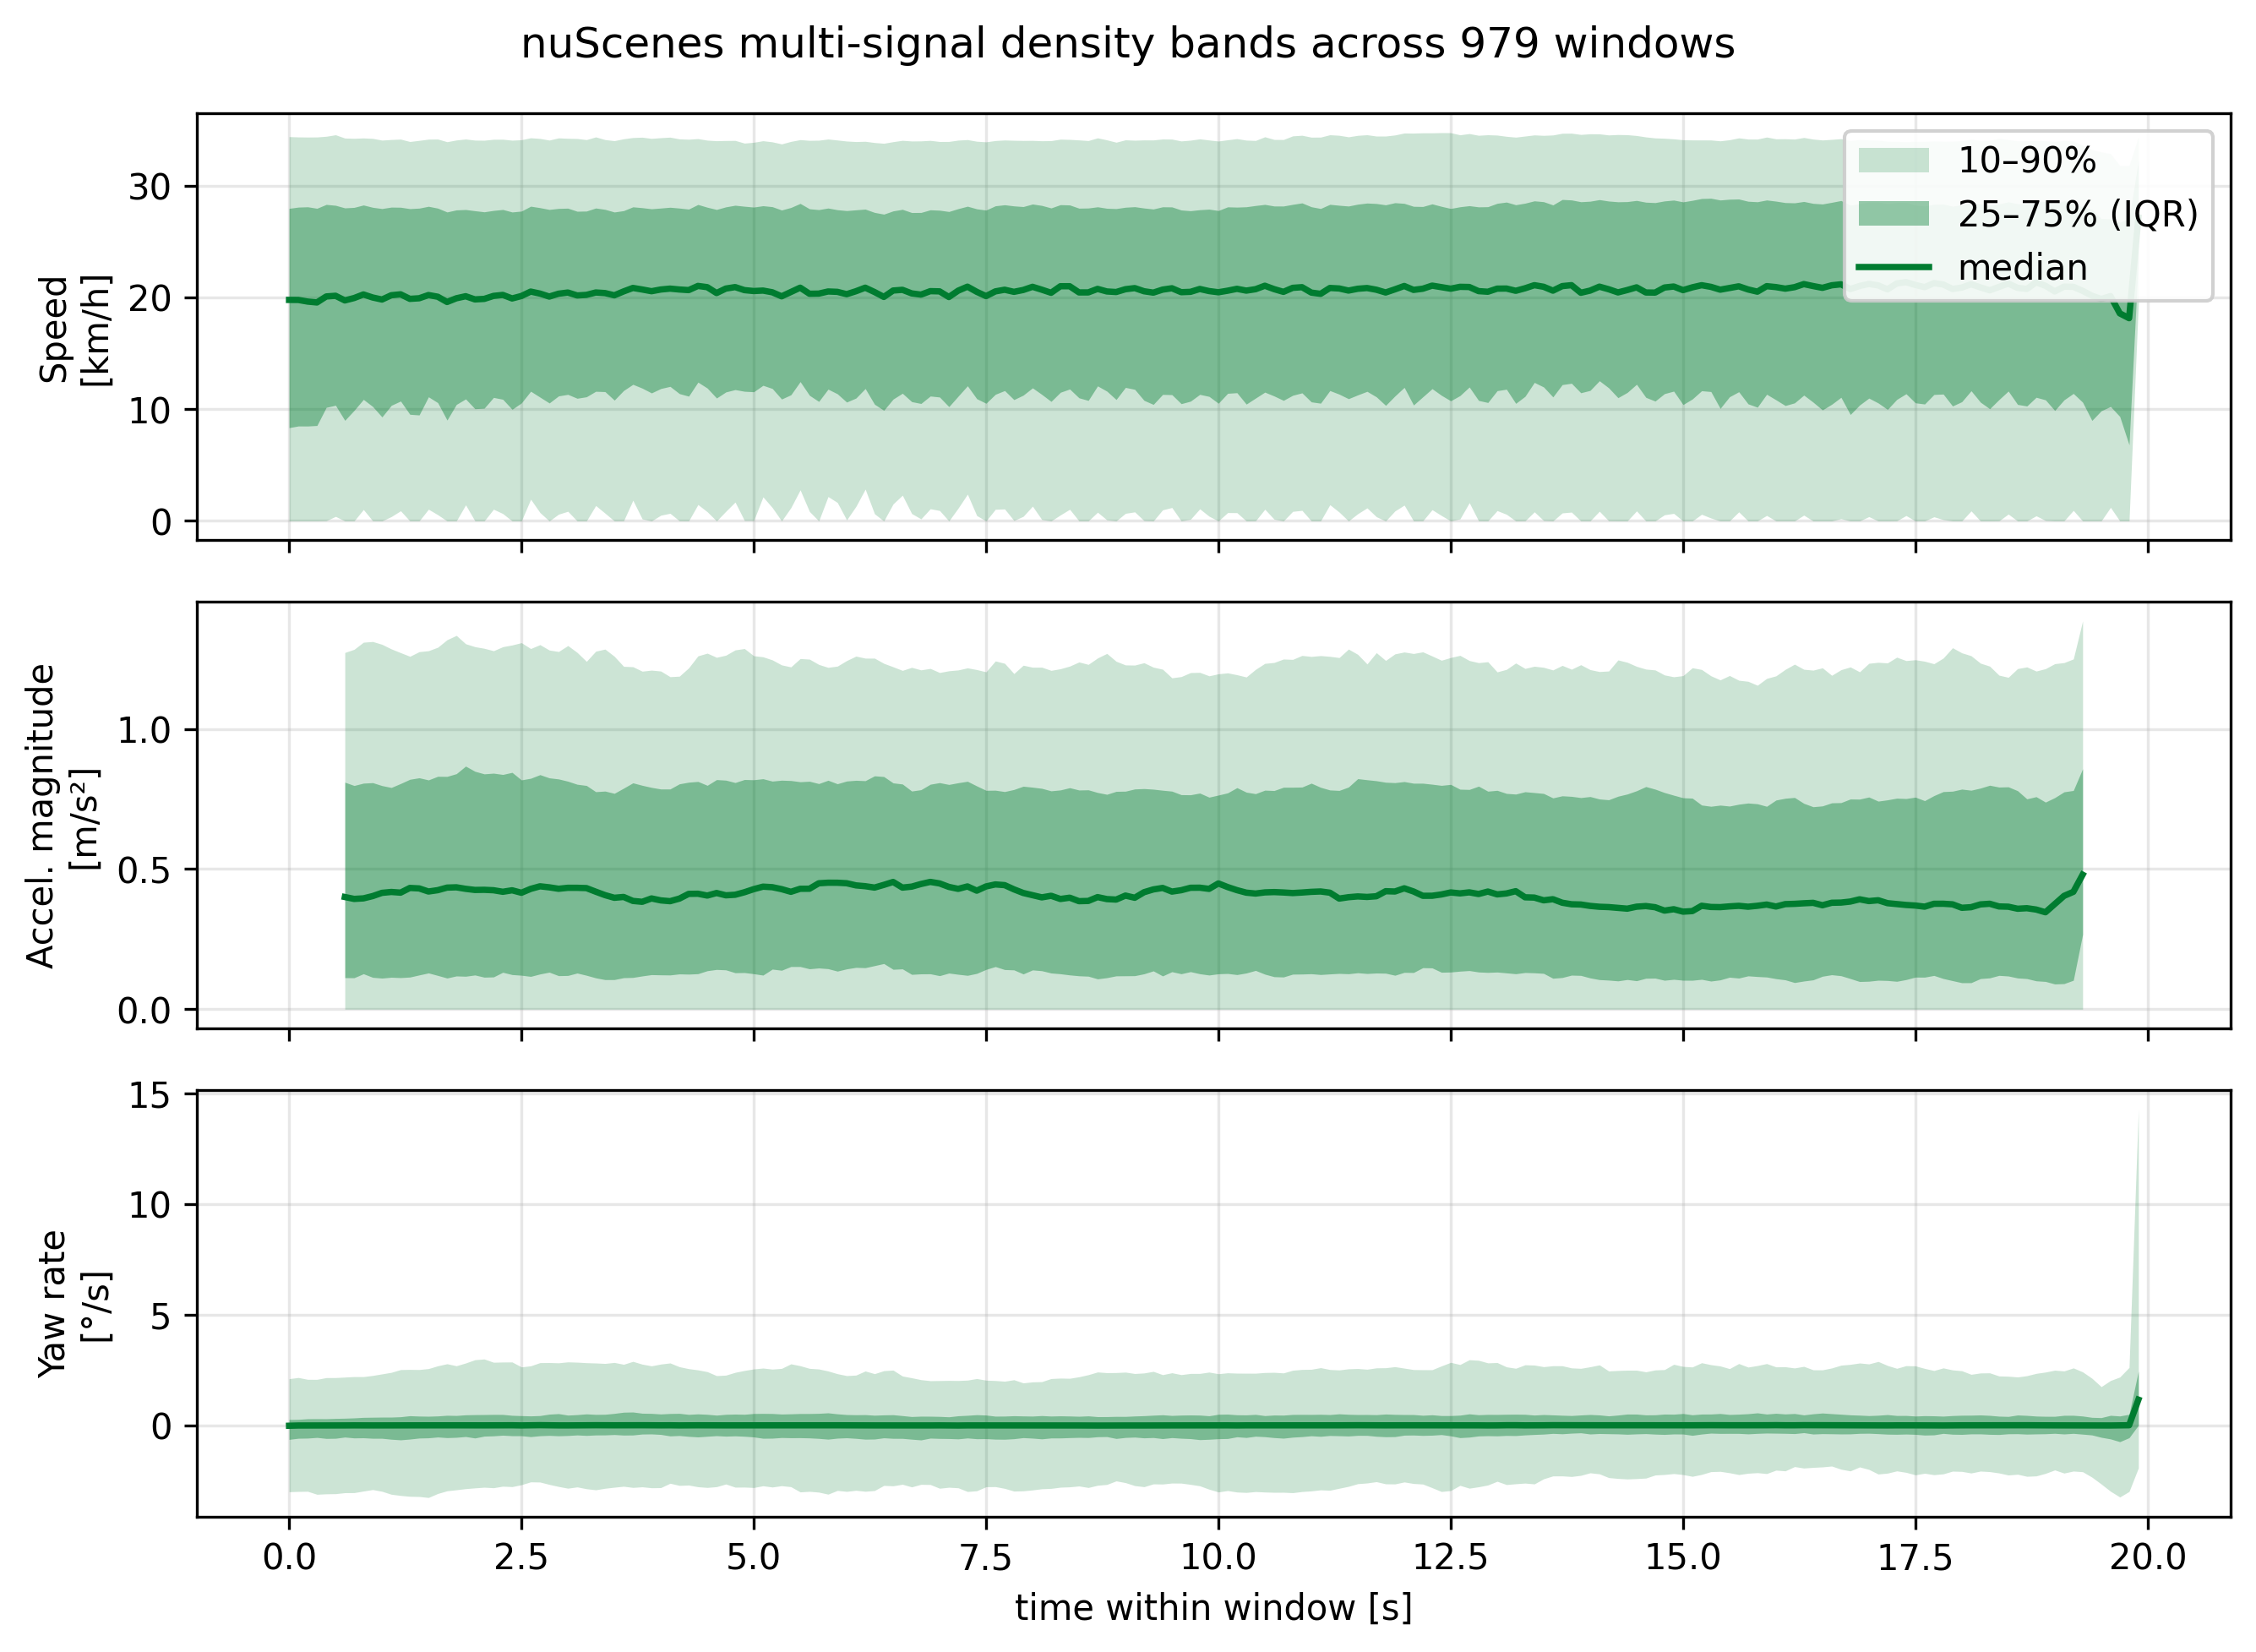 nuScenes multi-signal density bands across 979 windows
10–90%
25–75% (IQR)
median
Speed
[km/h]
30
20
10
0
Accel. magnitude
[m/s²]
1.0
0.5
0.0
Yaw rate
[°/s]
15
10
5
0
0.0 2.5 5.0 7.5 10.0 12.5 15.0 17.5 20.0
time within window [s]